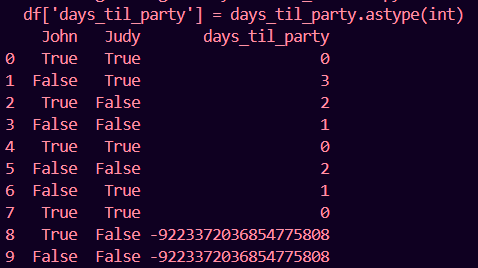 df['days_til_party'] = days_til_party.astype(int)
John Judy days_til_party
0 True True 0
1 False True 3
2 True False 2
3 False False 1
4 True True 0
5 False False 2
6 False True 1
7 True True 0
8 True False -9223372036854775808
9 False False -9223372036854775808